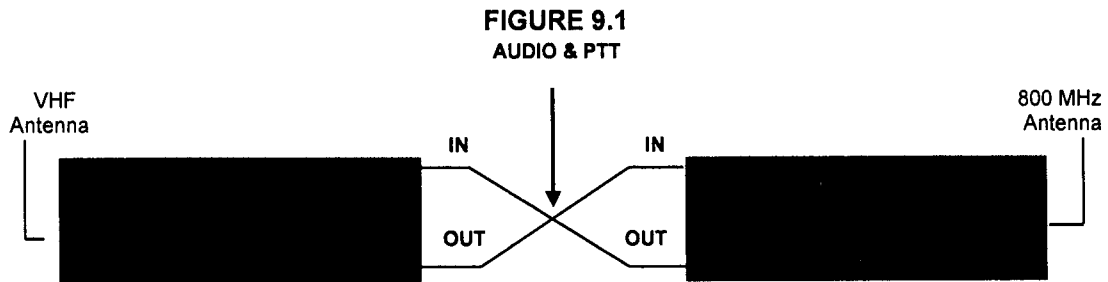 FIGURE 9.1
AUDIO & PTT
VHF
Antenna
800 MHz
Antenna
IN
IN
OUT
OUT